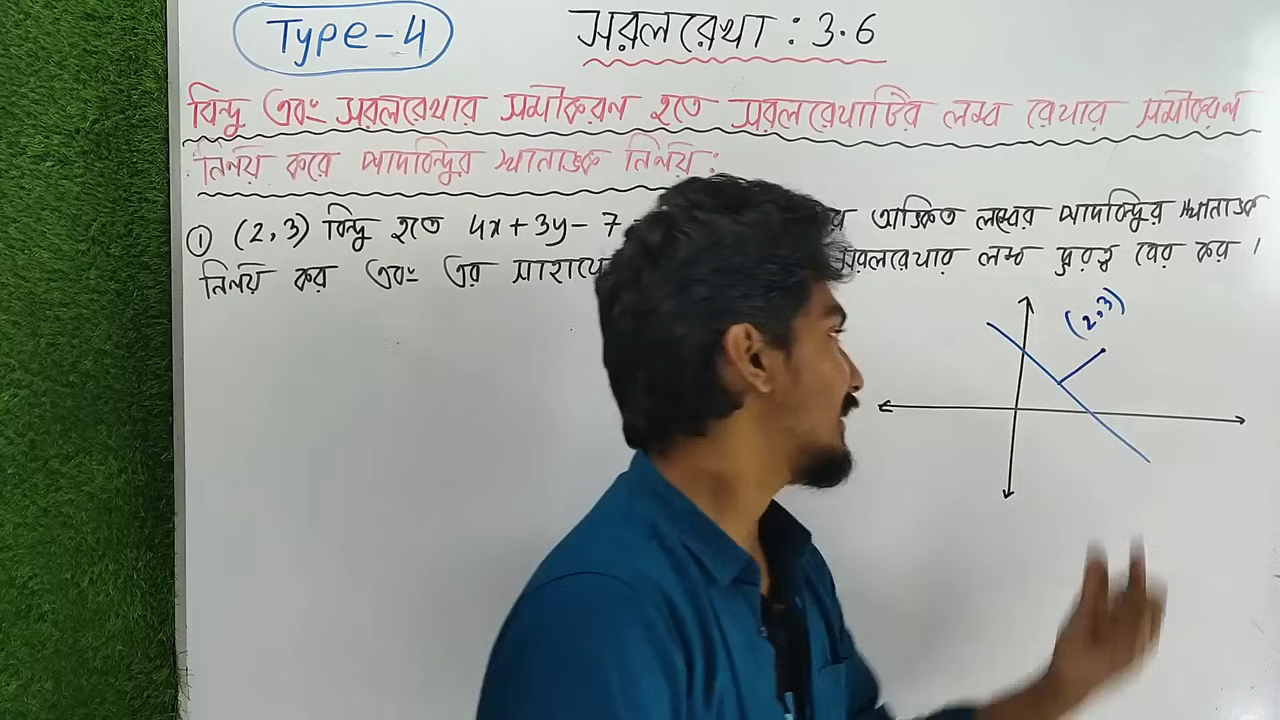 Type-4
সরলরেখা : 3.6
বিন্দু এবং সরলরেখার সমীকরণ হতে সরলরেখাটির লম্ব রেখার সমীকরণ
নির্ণয় করে পাদবিন্দুর স্থানাঙ্ক নির্ণয় :
① (2,3) বিন্দু হতে 4x+3y-7 অঙ্কিত লম্বের পাদবিন্দুর স্থানাঙ্ক
নির্ণয় কর এবং এর সাহায্যে সরলরেখার লম্ব দূরত্ব বের কর।
(2,3)